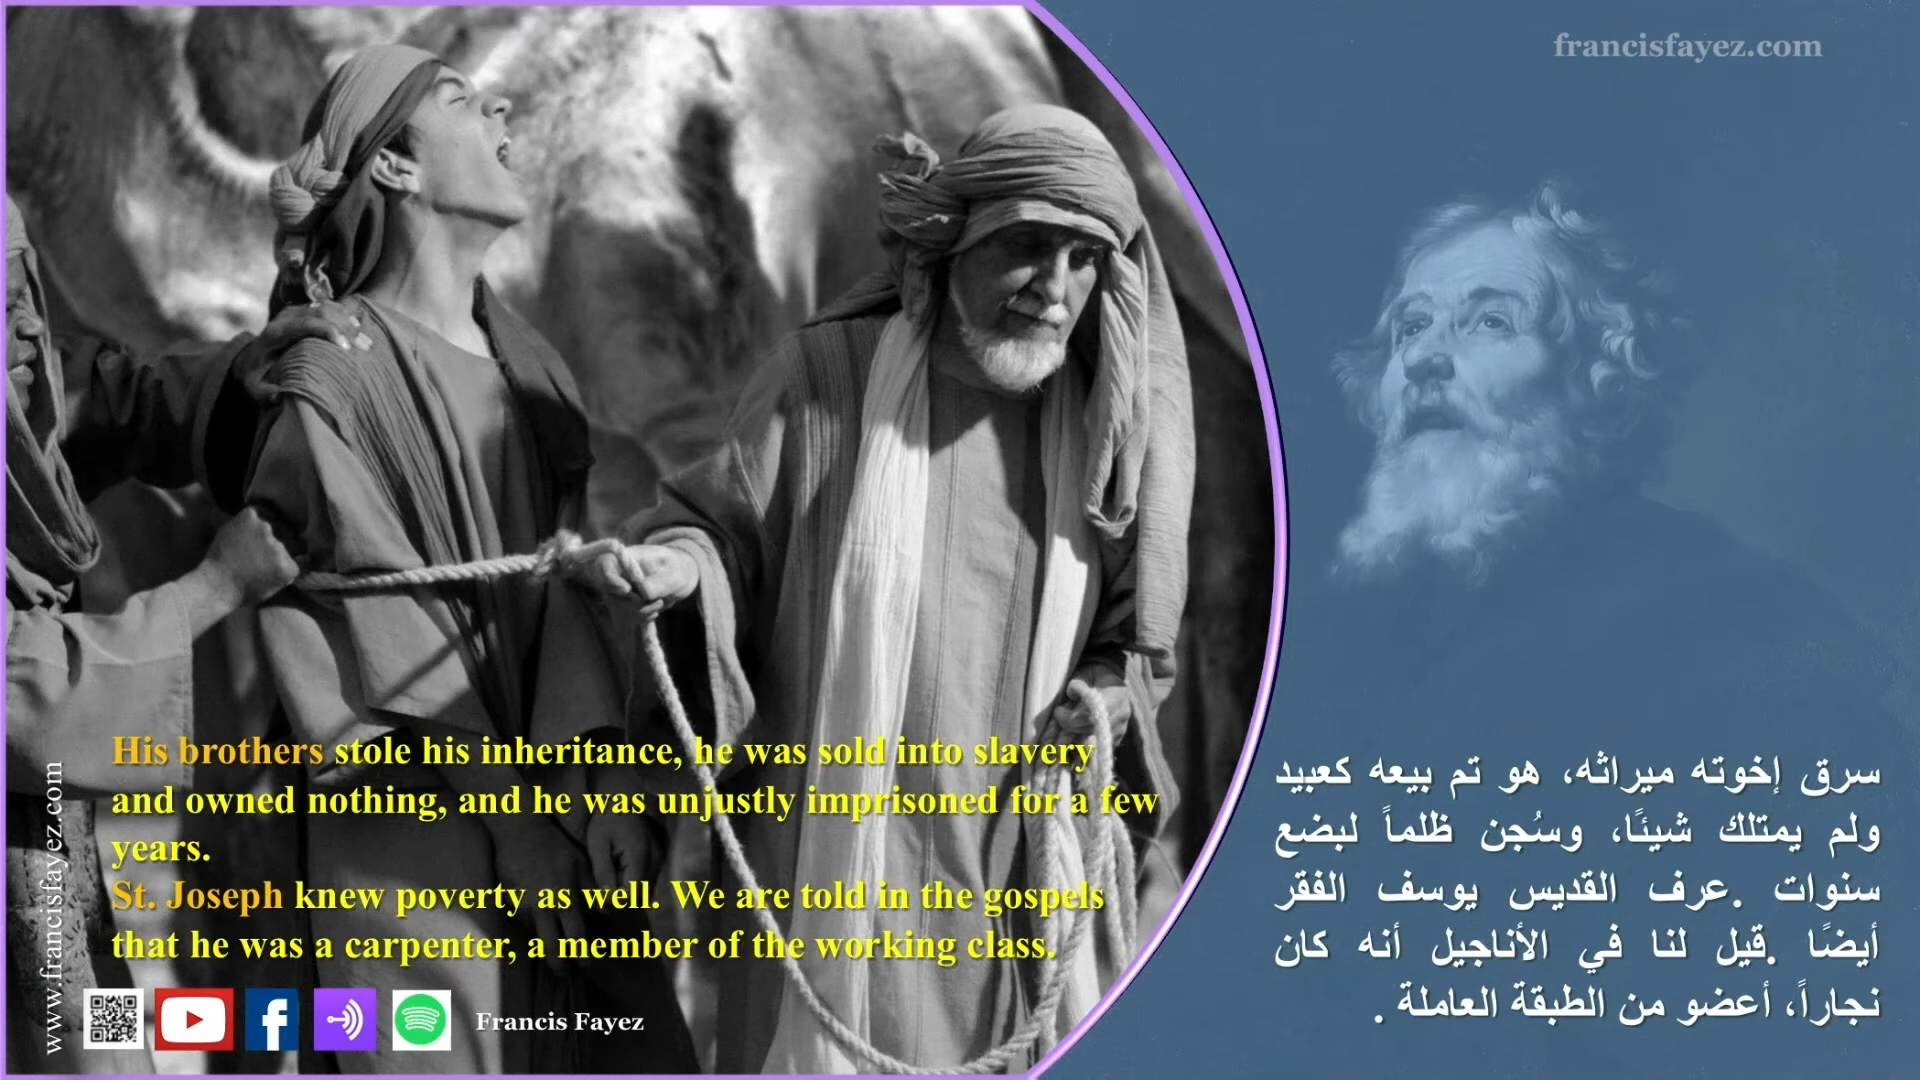 francisfayez.com
His brothers stole his inheritance, he was sold into slavery
and owned nothing, and he was unjustly imprisoned for a few
years.
St. Joseph knew poverty as well. We are told in the gospels
that he was a carpenter, a member of the working class.
سرق إخوته ميراثه، هو تم بيعه كعبيد
ولم يمتلك شيئًا، وسُجن ظلماً لبضع
سنوات .عرف القديس يوسف الفقر
أيضًا .قيل لنا في الأناجيل أنه كان
نجاراً، أعضو من الطبقة العاملة .
www.francisfayez.com
Francis Fayez